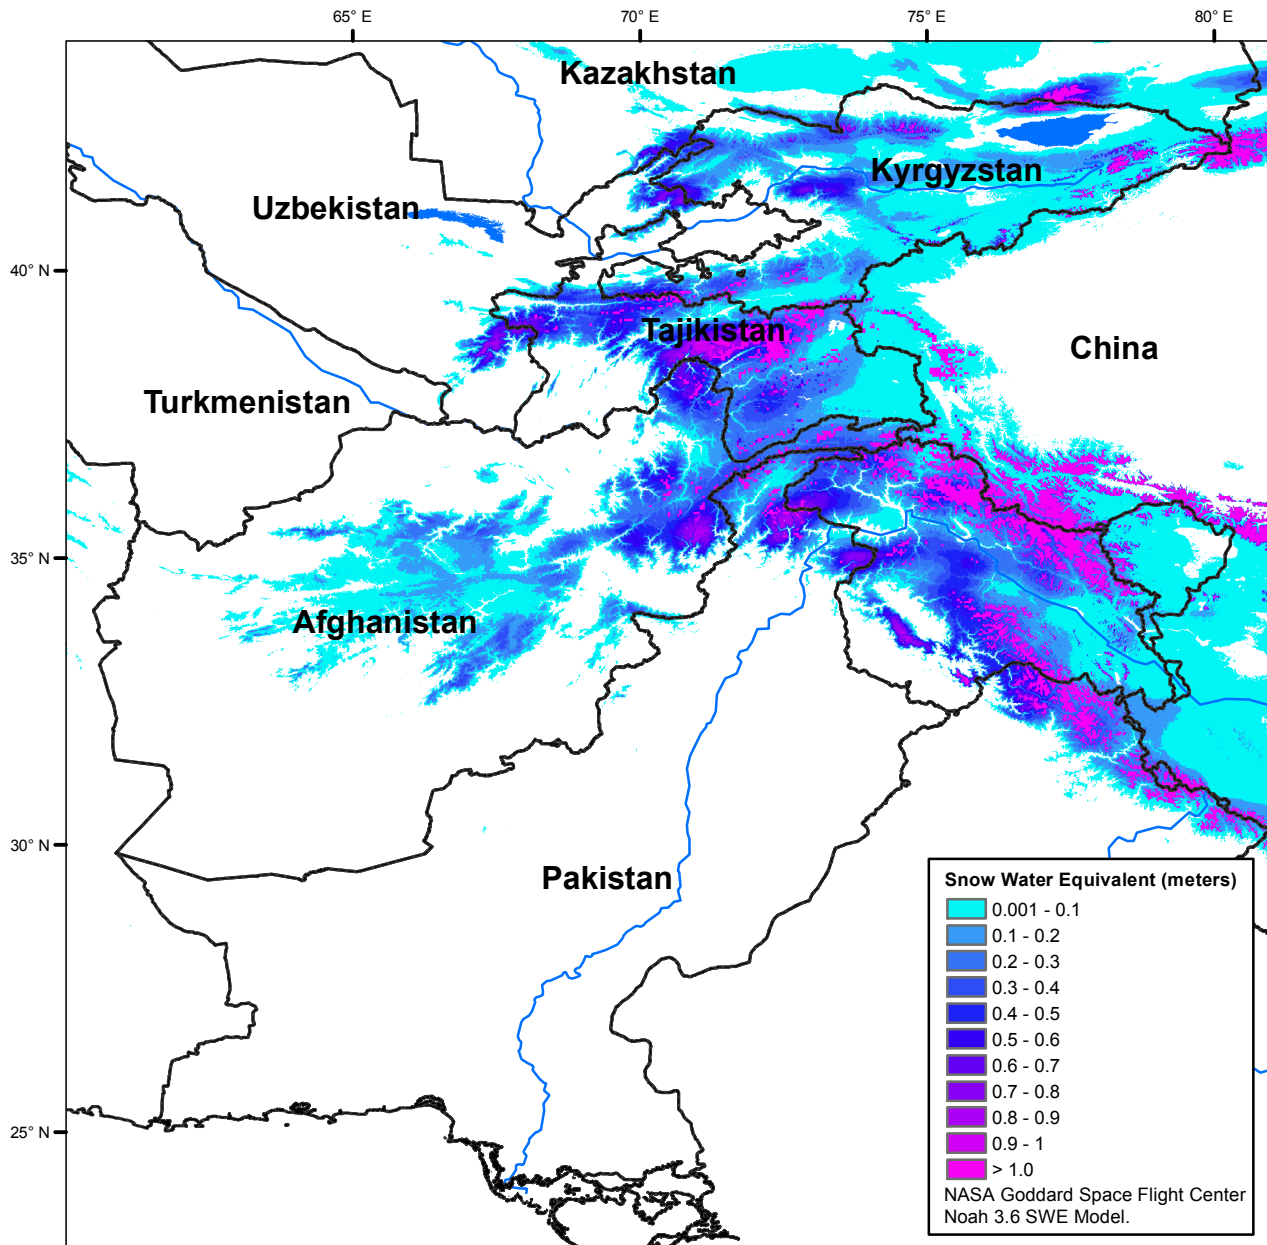 65° E
70° E
75° E
80° E
Kazakhstan
Kyrgyzstan
Uzbekistan
40° N
Tajikistan
China
Turkmenistan
35° N
Afghanistan
30° N
Pakistan
25° N
Snow Water Equivalent (meters)
0.001 - 0.1
0.1 - 0.2
0.2 - 0.3
0.3 - 0.4
0.4 - 0.5
0.5 - 0.6
0.6 - 0.7
0.7 - 0.8
0.8 - 0.9
0.9 - 1
> 1.0
NASA Goddard Space Flight Center
Noah 3.6 SWE Model.